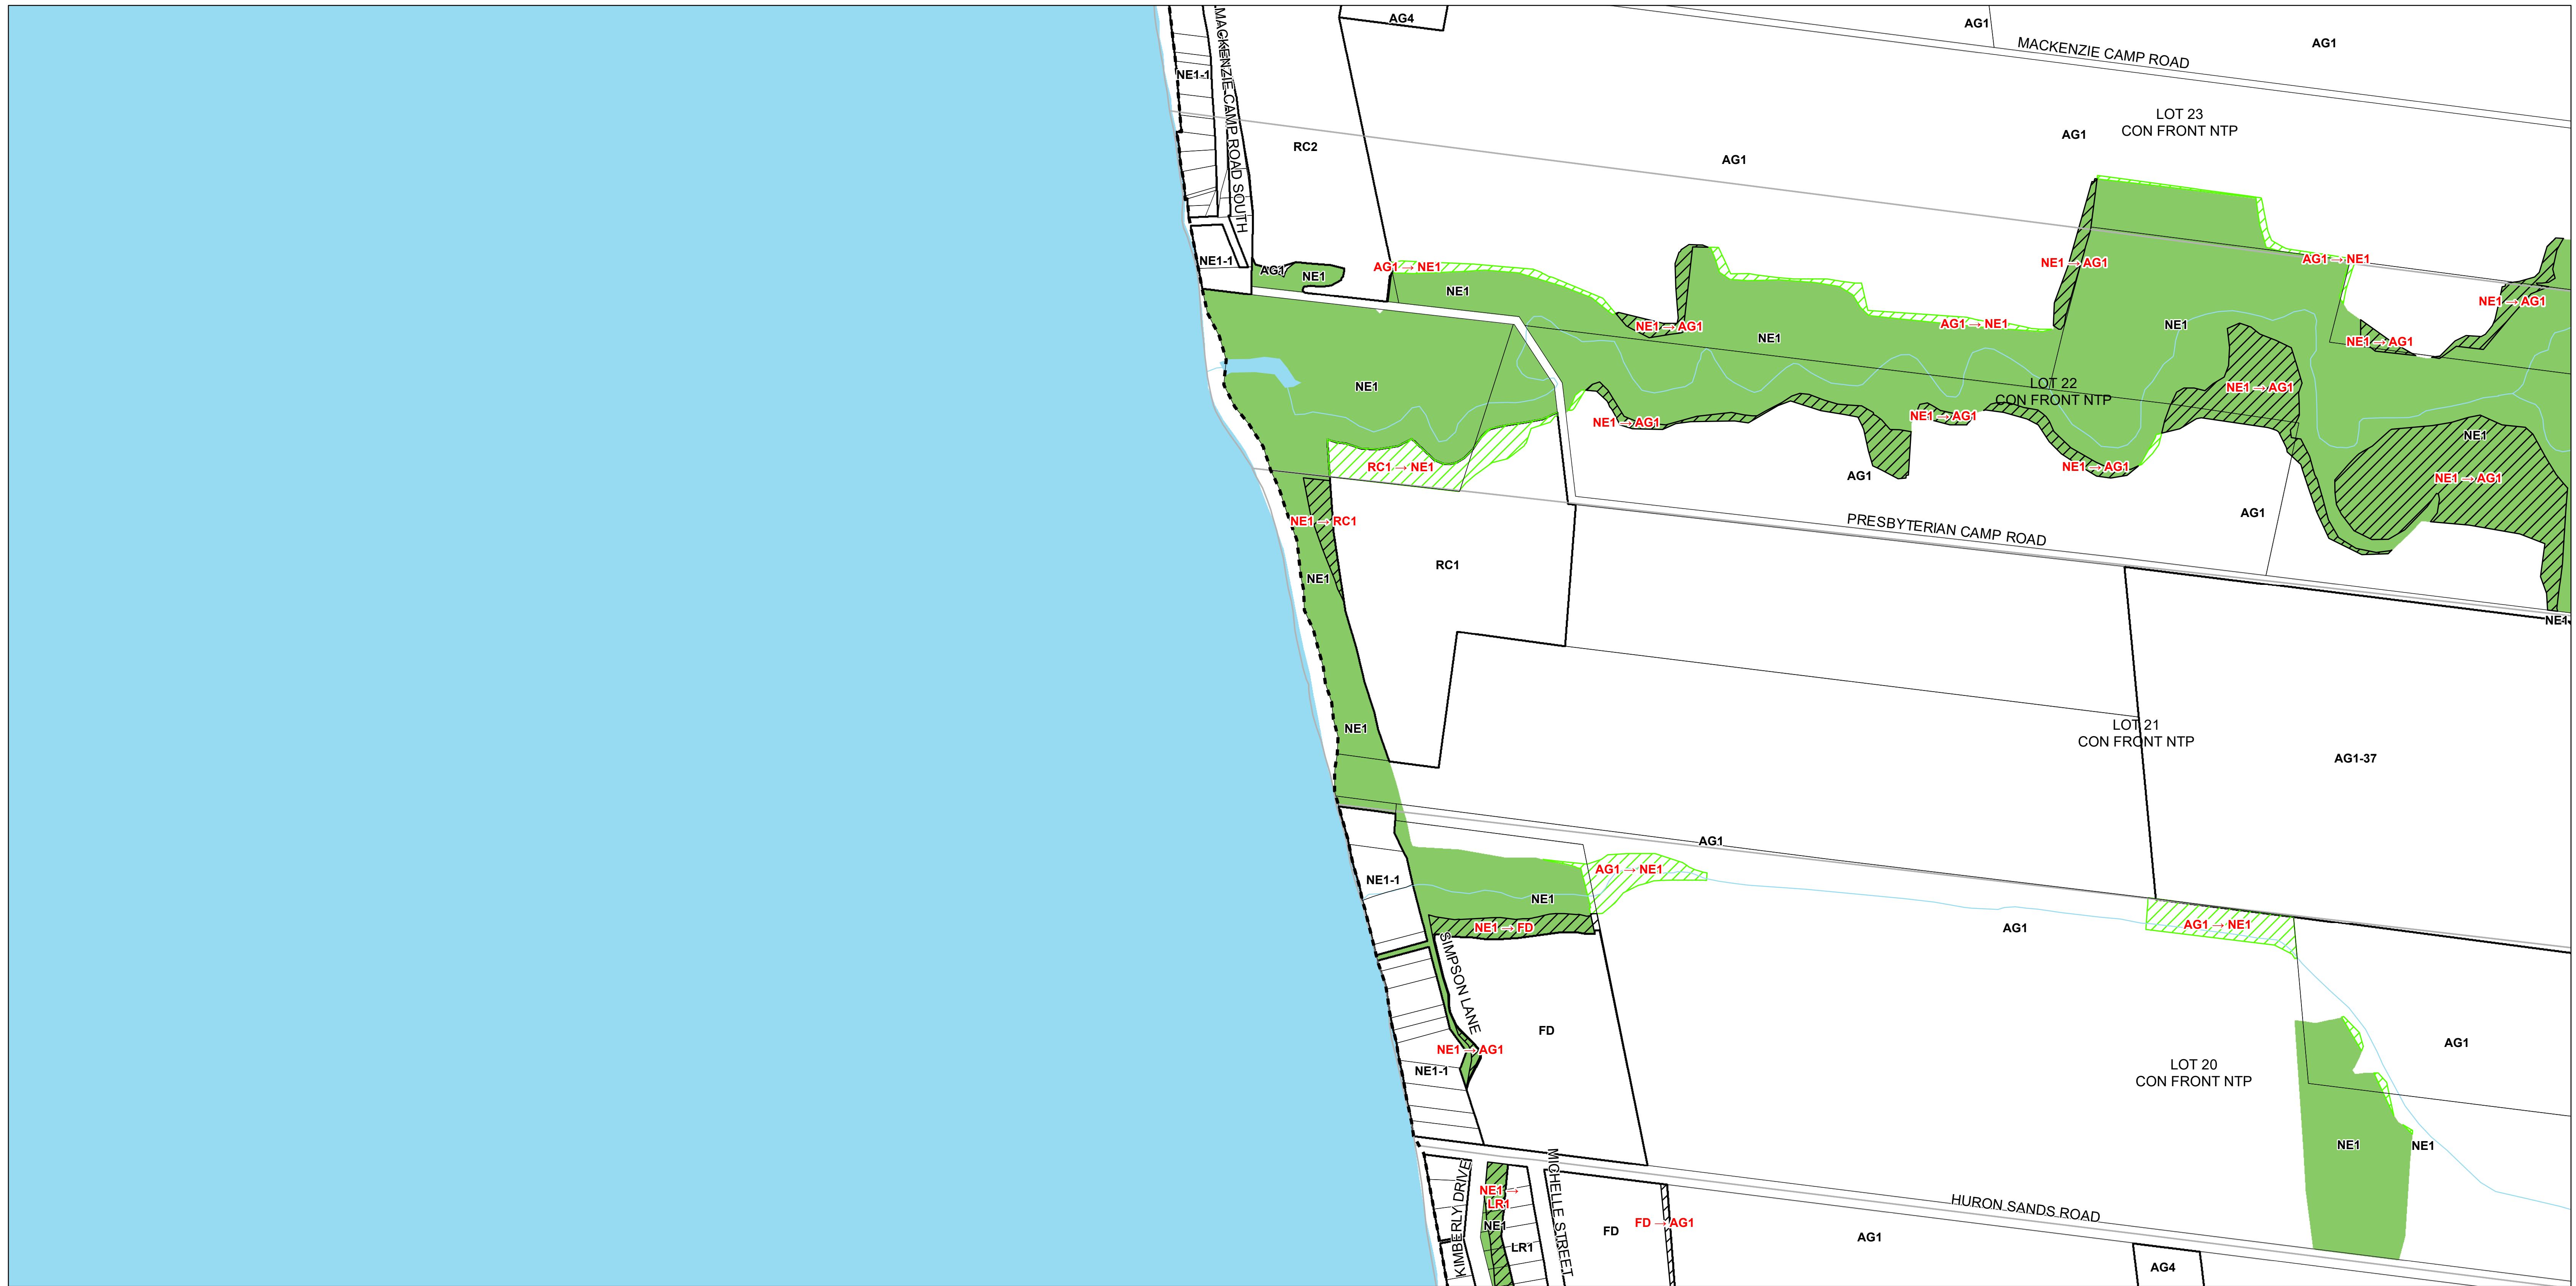 AG4
AG1
AG1
MACKENZIE CAMP ROAD
MACKENZIE CAMP ROAD SOUTH
NE1-1
LOT 23
CON FRONT NTP
AG1
RC2
AG1
NE1-1
AG1
NE1
AG1 → NE1
NE1
NE1 → AG1
AG1 → NE1
NE1 → AG1
NE1 → AG1
AG1 → NE1
NE1
NE1
NE1 → AG1
NE1 → AG1
NE1
LOT 22
CON FRONT NTP
NE1 → AG1
NE1 → AG1
NE1 → AG1
NE1
RC1 → NE1
NE1 → AG1
AG1
NE1 → AG1
AG1
NE1 → RC1
PRESBYTERIAN CAMP ROAD
RC1
NE1
NE1-
NE1
LOT 21
CON FRONT NTP
AG1-37
AG1
AG1 → NE1
NE1-1
NE1
NE1 → FD
AG1
AG1 → NE1
SIMPSON LANE
FD
AG1
NE1 → AG1
NE1-1
LOT 20
CON FRONT NTP
NE1
NE1
KIMBERLY DRIVE
NE1 →
LR1
NE1
LR1
MICHELLE STREET
FD
FD → AG1
HURON SANDS ROAD
AG1
AG4